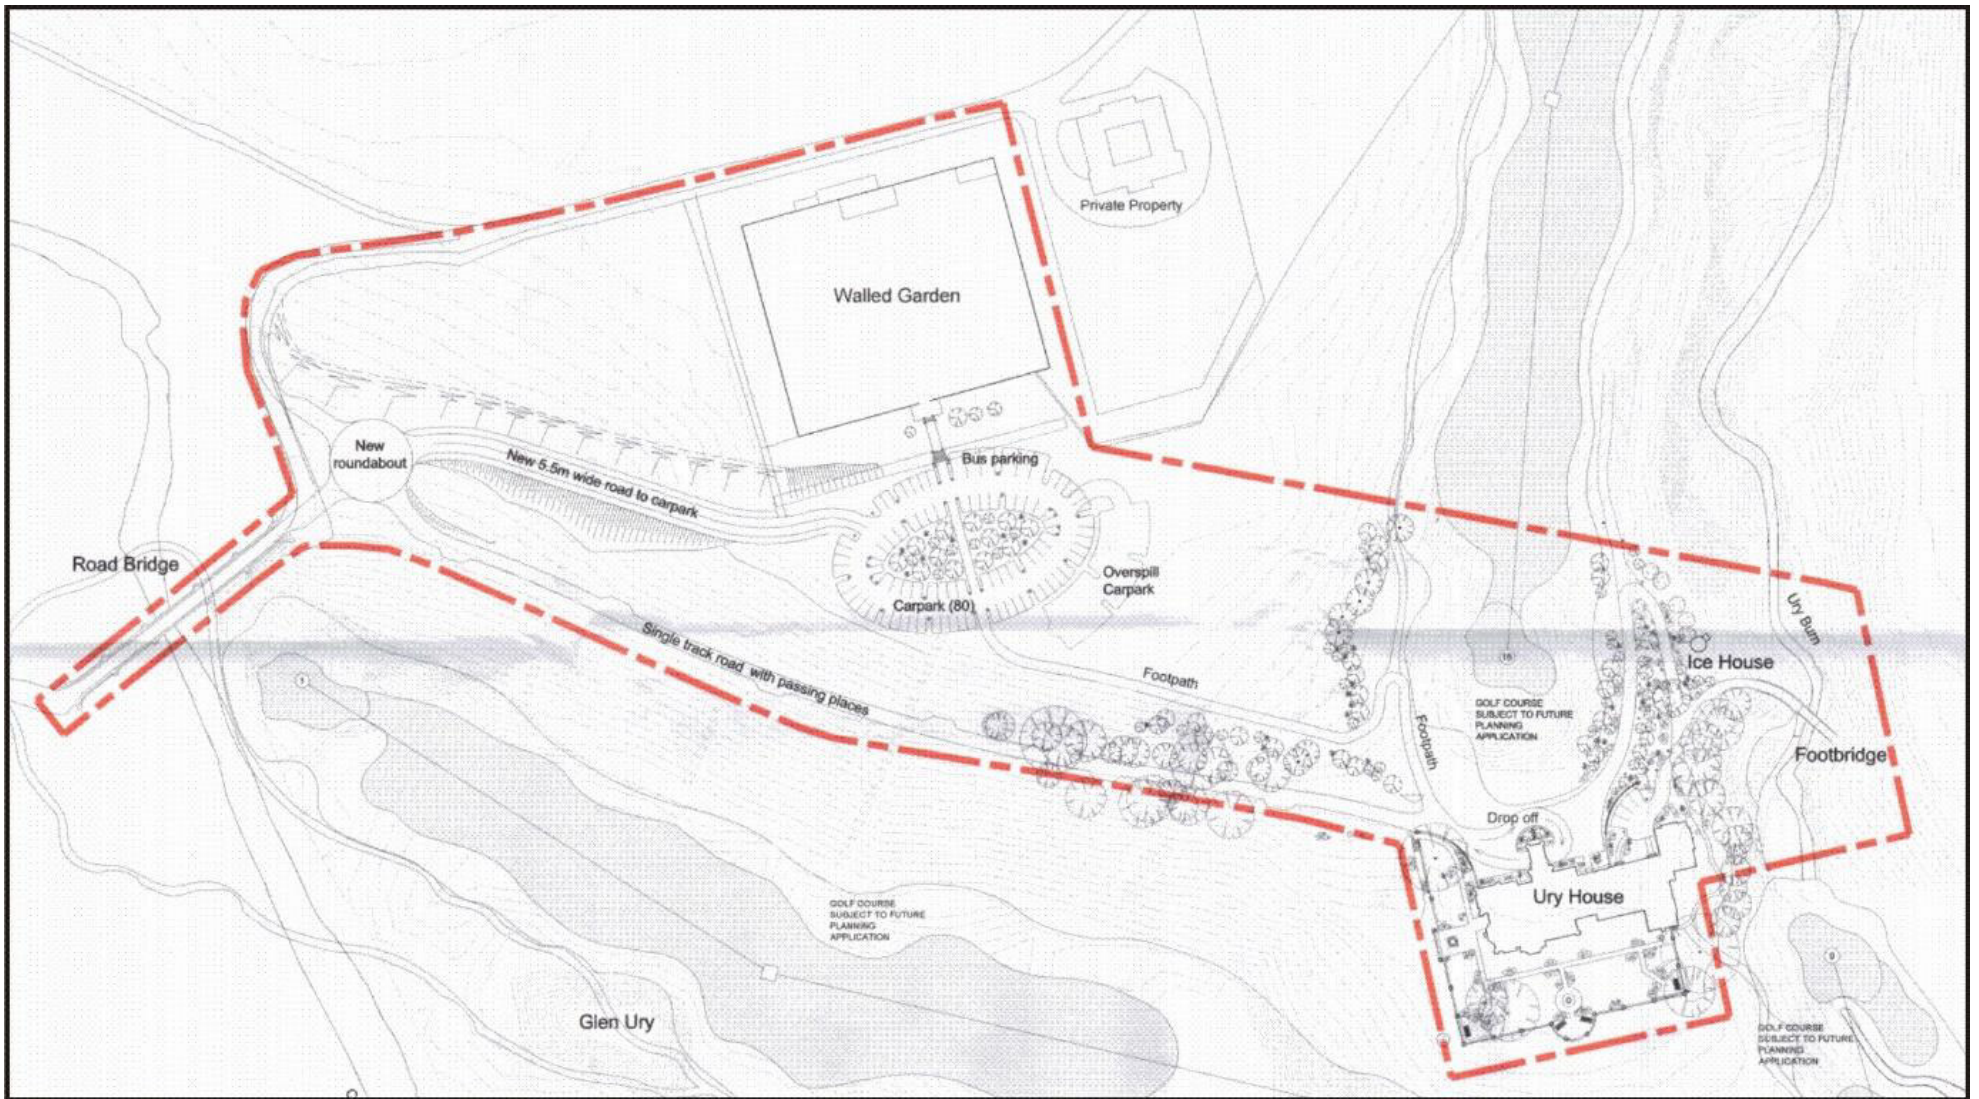 Private Property
Walled Garden
New
roundabout
New 5.5m wide road to carpark
Bus parking
Road Bridge
Overspill
Carpark
Carpark (80)
Ury Burn
Single track road with passing places
Ice House
Footpath
1
GOLF COURSE
SUBJECT TO FUTURE
PLANNING
APPLICATION
Footpath
Footbridge
Drop off
Ury House
GOLF COURSE
SUBJECT TO FUTURE
PLANNING
APPLICATION
9
Glen Ury
GOLF COURSE
SUBJECT TO FUTURE
PLANNING
APPLICATION